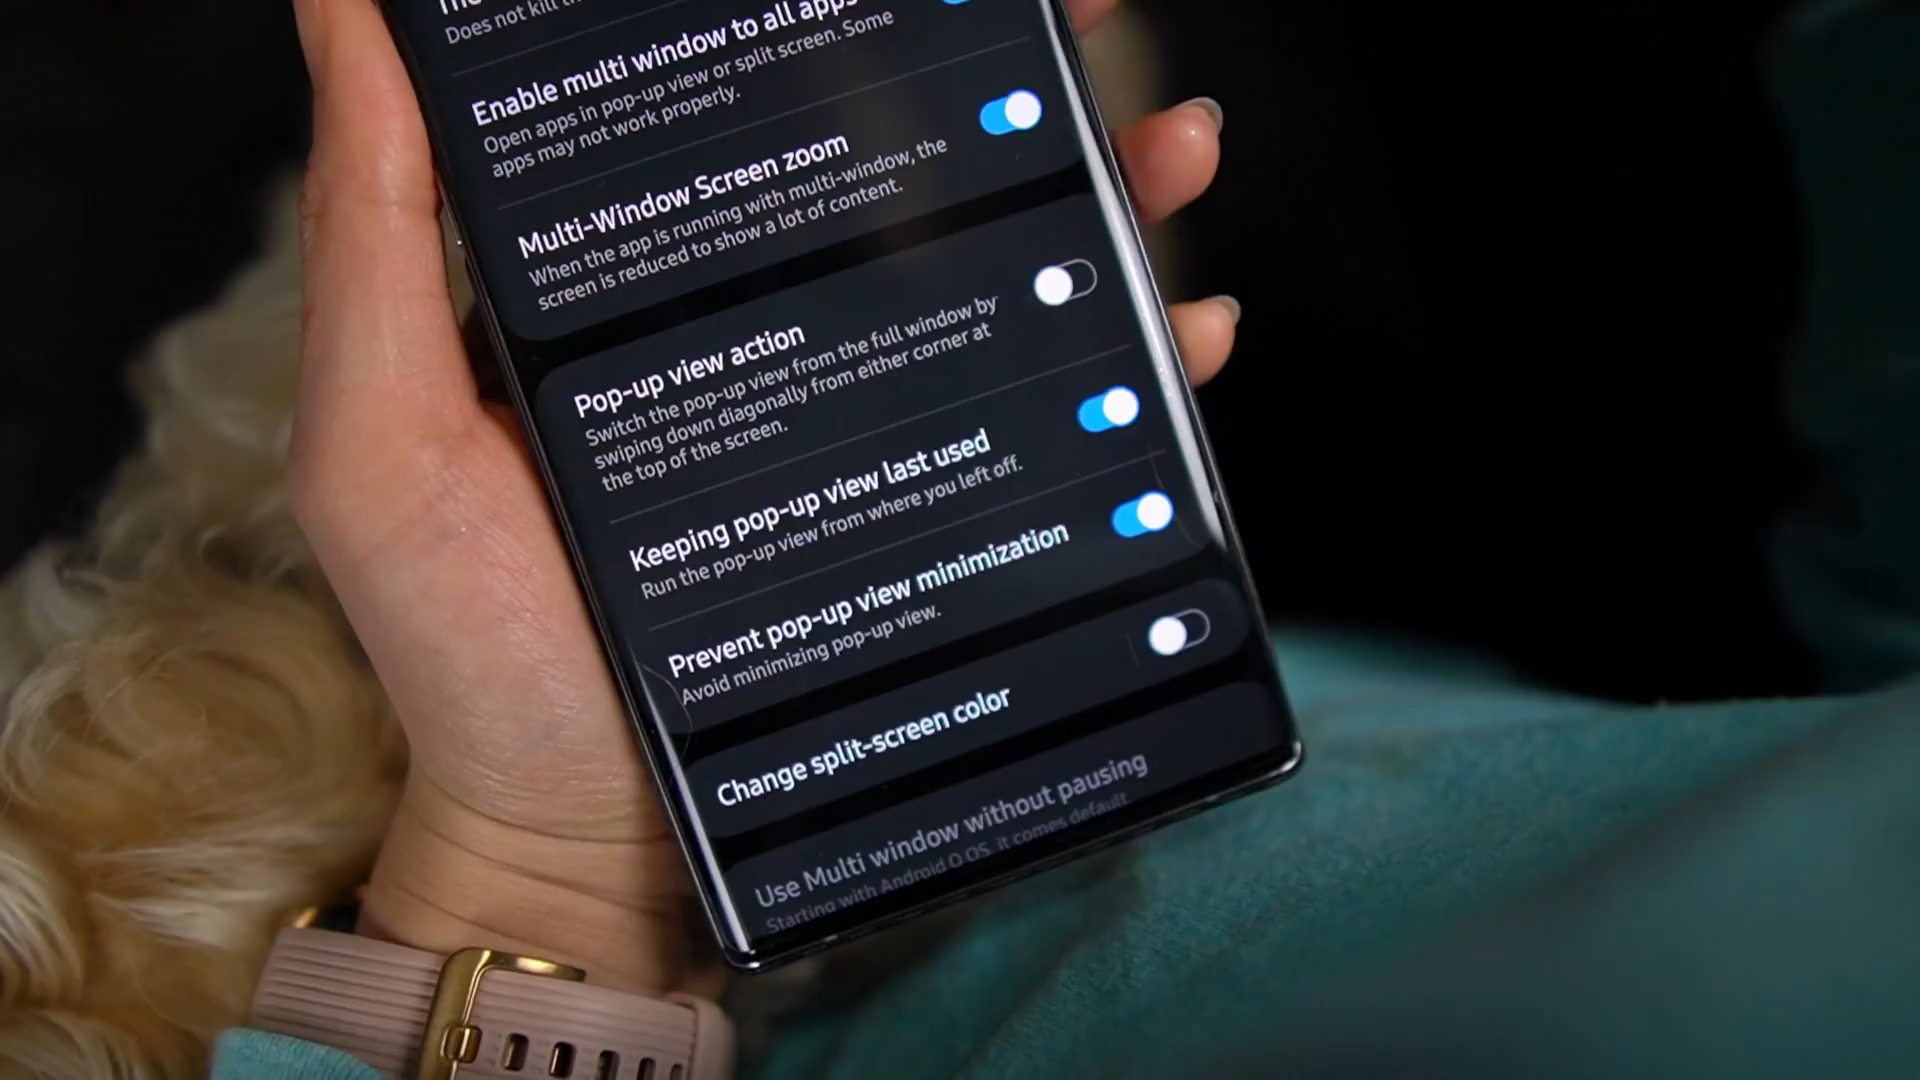 Does not kill
Enable multi window to all apps
Open apps in pop-up view or split screen. Some
apps may not work properly.
Multi-Window Screen zoom
When the app is running with multi-window, the
screen is reduced to show a lot of content.
Pop-up view action
Switch the pop-up view from the full window by
swiping down diagonally from either corner at
the top of the screen.
Keeping pop-up view last used
Run the pop-up view from where you left off.
Prevent pop-up view minimization
Avoid minimizing pop-up view.
Change split-screen color
Use Multi window without pausing
Starting with Android O OS, it comes default.